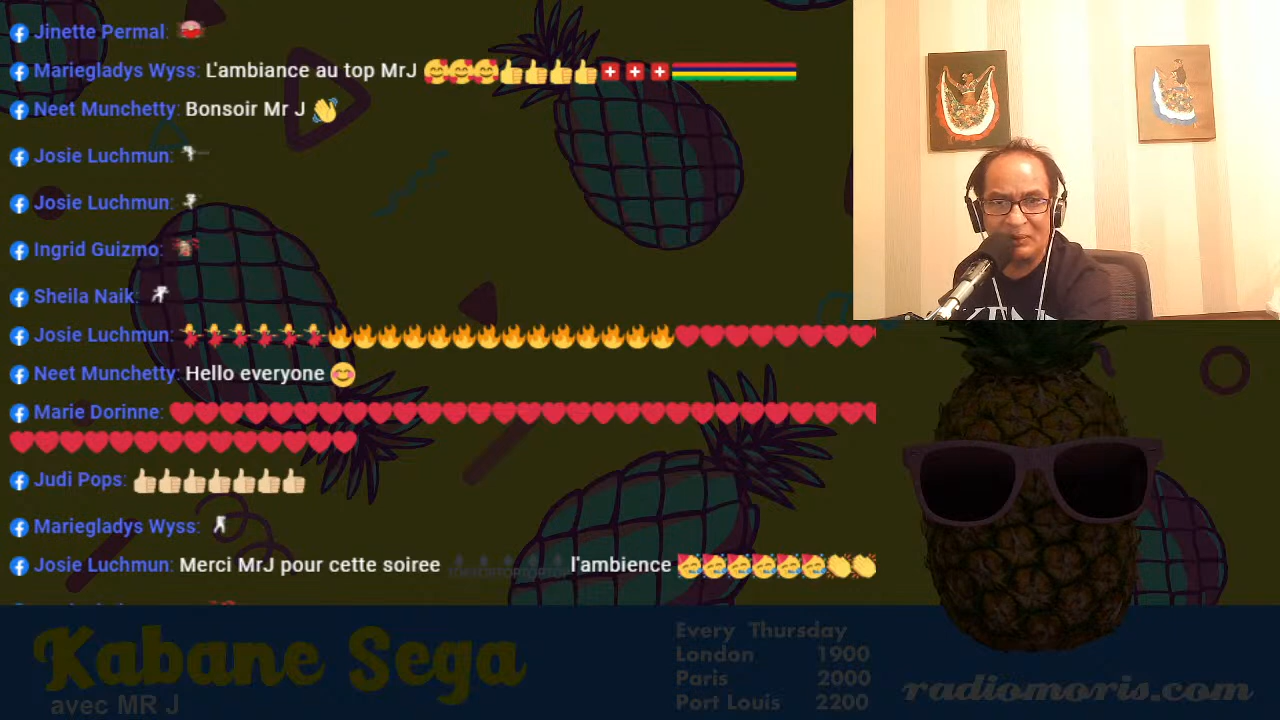 Jinette Permal:
Mariegladys Wyss: L'ambiance au top MrJ 🥰🥰🥰👍👍👍👍🇨🇭🇨🇭🇨🇭🇲🇺🇲🇺🇲🇺🇲🇺🇲🇺
Neet Munchetty: Bonsoir Mr J 👋
Josie Luchmun:
Josie Luchmun:
Ingrid Guizmo:
Sheila Naik:
Josie Luchmun: 💃💃💃💃💃💃🔥🔥🔥🔥🔥🔥🔥🔥🔥🔥🔥🔥🔥🔥❤❤❤❤❤❤❤❤
Neet Munchetty: Hello everyone 😊
Marie Dorinne: ❤❤❤❤❤❤❤❤❤❤❤❤❤❤❤❤❤❤❤❤❤❤❤❤❤❤❤❤❤
❤❤❤❤❤❤❤❤❤❤❤❤❤❤
Judi Pops: 👍🏻👍🏻👍🏻👍🏻👍🏻👍🏻👍🏻
Mariegladys Wyss:
Josie Luchmun: Merci MrJ pour cette soiree 🔝🔝🔝🔝🔝 l'ambience 🥳🥳🥳🥳🥳🥳👏👏
Kabane Sega
avec MR J
Every Thursday
London 1900
Paris 2000
Port Louis 2200
radiomoris.com